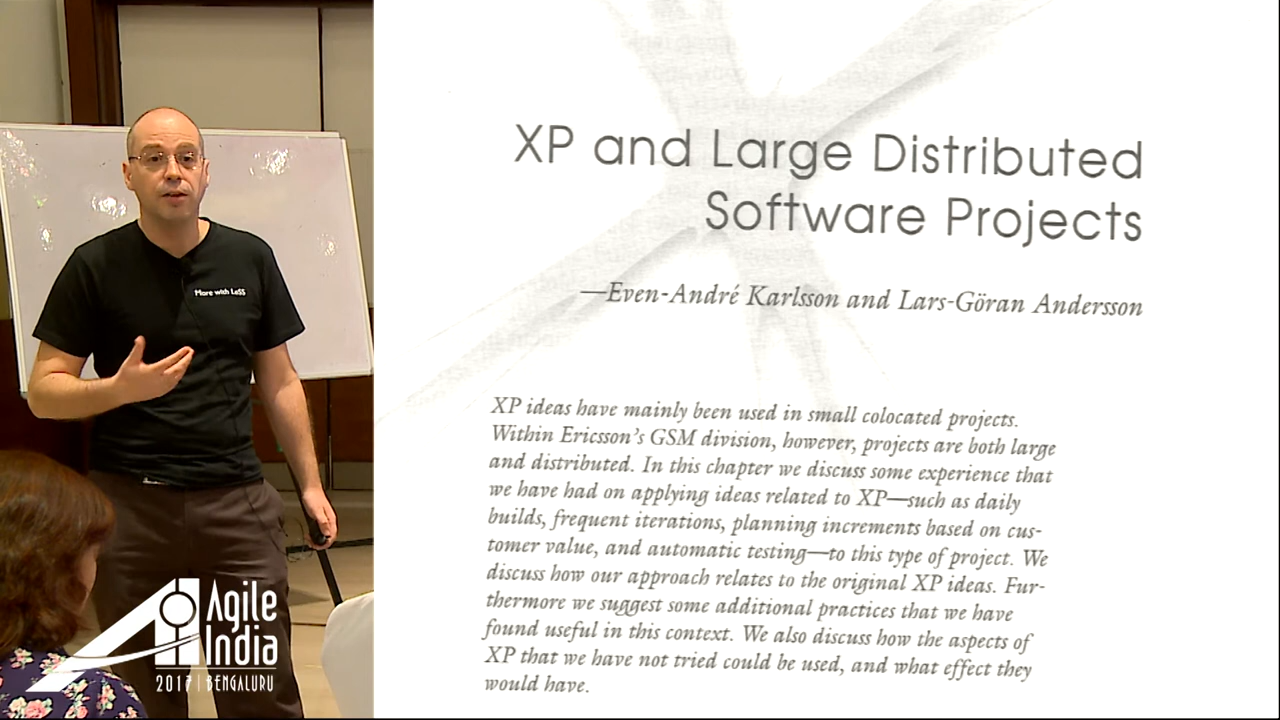 More with LeSS
Agile
India
2017 | BENGALURU
XP and Large Distributed
Software Projects
—Even-André Karlsson and Lars-Göran Andersson
XP ideas have mainly been used in small colocated projects.
Within Ericsson's GSM division, however, projects are both large
and distributed. In this chapter we discuss some experience that
we have had on applying ideas related to XP—such as daily
builds, frequent iterations, planning increments based on cus-
tomer value, and automatic testing—to this type of project. We
discuss how our approach relates to the original XP ideas. Fur-
thermore we suggest some additional practices that we have
found useful in this context. We also discuss how the aspects of
XP that we have not tried could be used, and what effect they
would have.